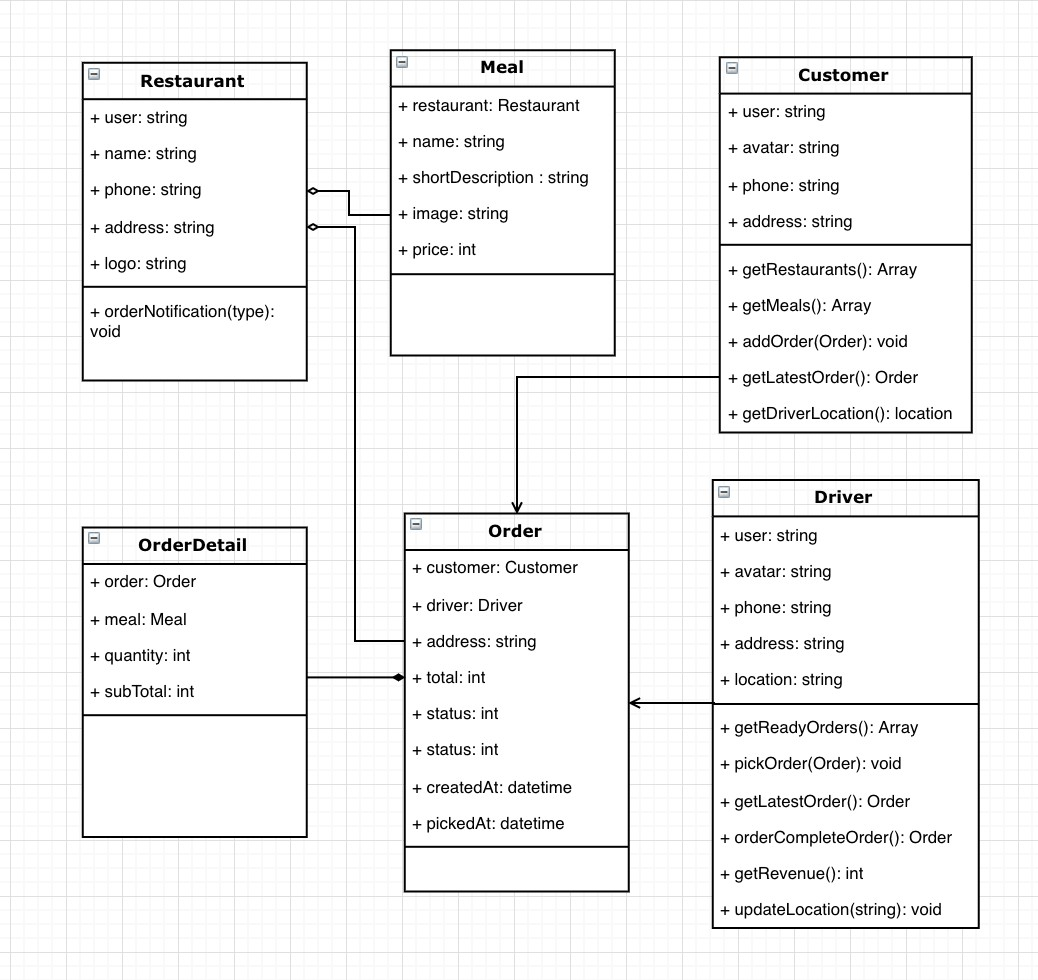 Restaurant
+ user: string
+ name: string
+ phone: string
+ address: string
+ logo: string
+ orderNotification(type):
void
Meal
+ restaurant: Restaurant
+ name: string
+ shortDescription : string
+ image: string
+ price: int
Customer
+ user: string
+ avatar: string
+ phone: string
+ address: string
+ getRestaurants(): Array
+ getMeals(): Array
+ addOrder(Order): void
+ getLatestOrder(): Order
+ getDriverLocation(): location
OrderDetail
+ order: Order
+ meal: Meal
+ quantity: int
+ subTotal: int
Order
+ customer: Customer
+ driver: Driver
+ address: string
+ total: int
+ status: int
+ status: int
+ createdAt: datetime
+ pickedAt: datetime
Driver
+ user: string
+ avatar: string
+ phone: string
+ address: string
+ location: string
+ getReadyOrders(): Array
+ pickOrder(Order): void
+ getLatestOrder(): Order
+ orderCompleteOrder(): Order
+ getRevenue(): int
+ updateLocation(string): void